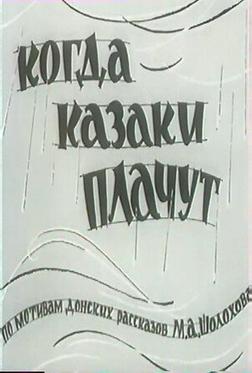 когда
казаки
плачут
по мотивам донских рассказов М.А.Шолохова